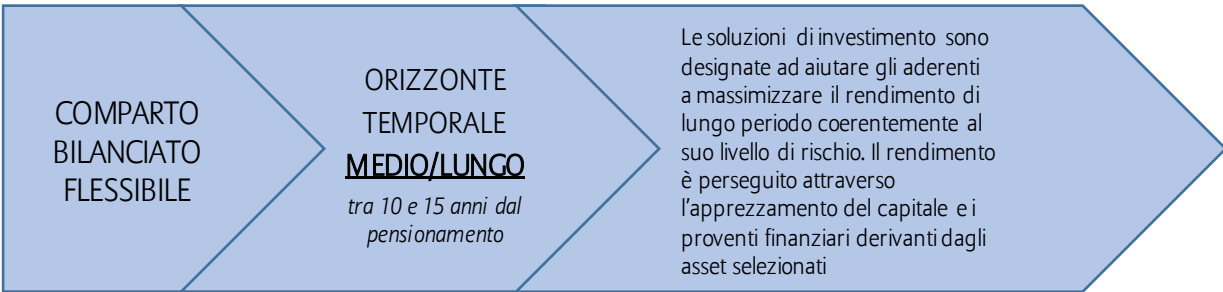 COMPARTO
BILANCIATO
FLESSIBILE
ORIZZONTE
TEMPORALE
MEDIO/LUNGO
tra 10 e 15 anni dal
pensionamento
Le soluzioni di investimento sono
designate ad aiutare gli aderenti
a massimizzare il rendimento di
lungo periodo coerentemente al
suo livello di rischio. Il rendimento
è perseguito attraverso
l'apprezzamento del capitale e i
proventi finanziari derivanti dagli
asset selezionati